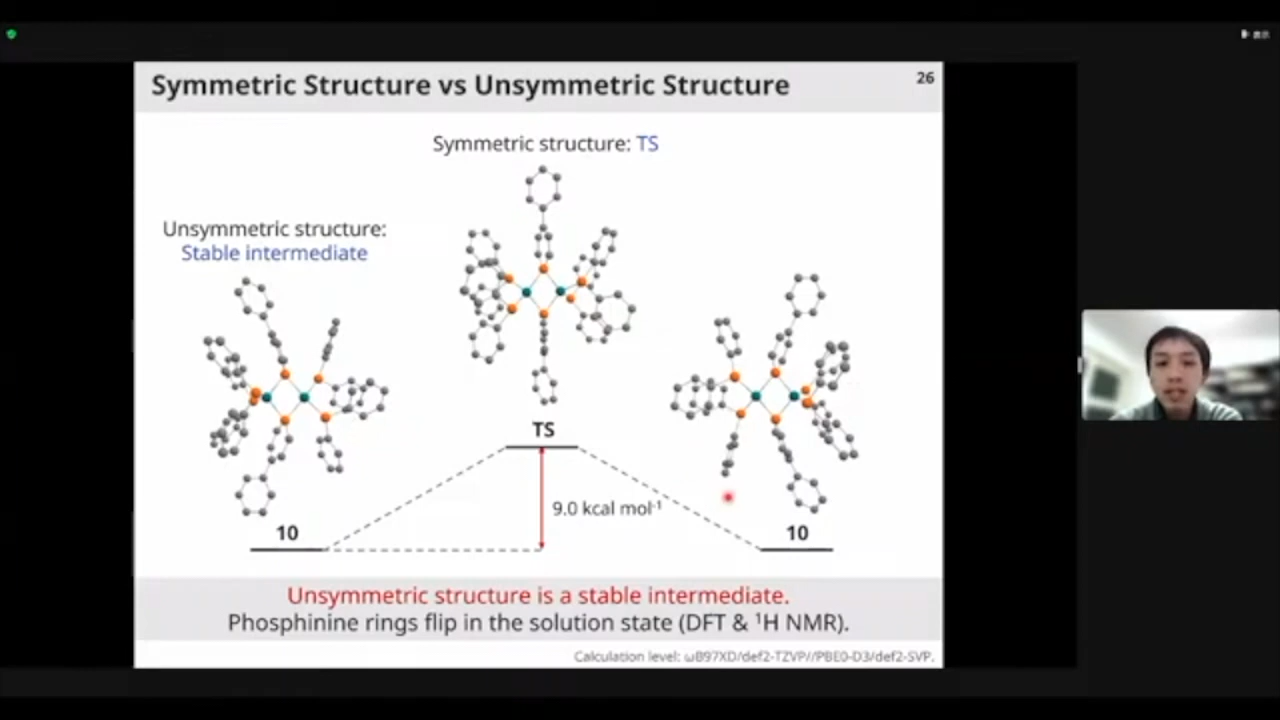 Symmetric Structure vs Unsymmetric Structure
26
Symmetric structure: TS
Unsymmetric structure:
Stable intermediate
TS
9.0 kcal mol⁻¹
10
10
Unsymmetric structure is a stable intermediate.
Phosphinine rings flip in the solution state (DFT & ¹H NMR).
Calculation level: ωB97XD/def2-TZVP//PBE0-D3/def2-SVP.